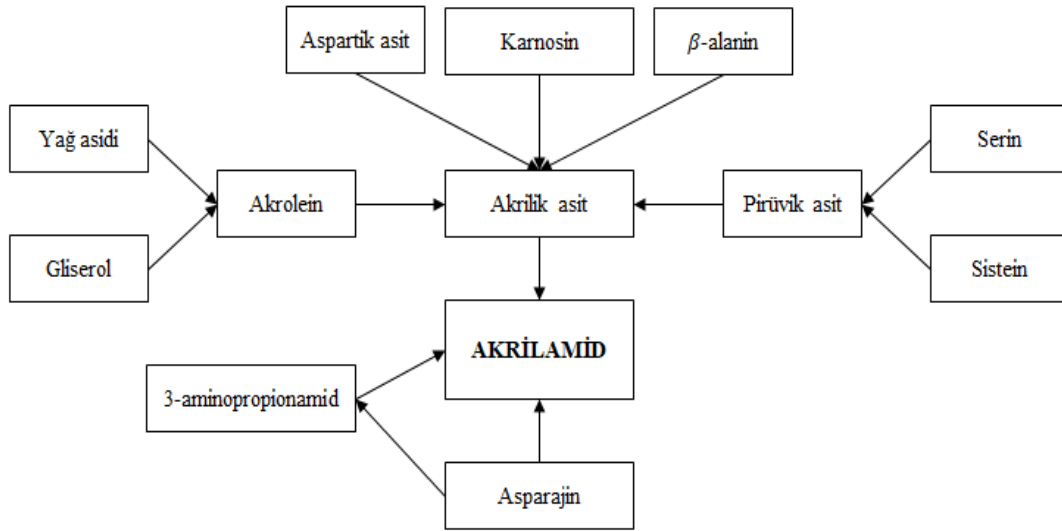 Aspartik asit
Karnosin
β-alanin
Yağ asidi
Serin
Akrolein
Akrilik asit
Pirüvik asit
Gliserol
Sistein
AKRİLAMİD
3-aminopropionamid
Asparajin